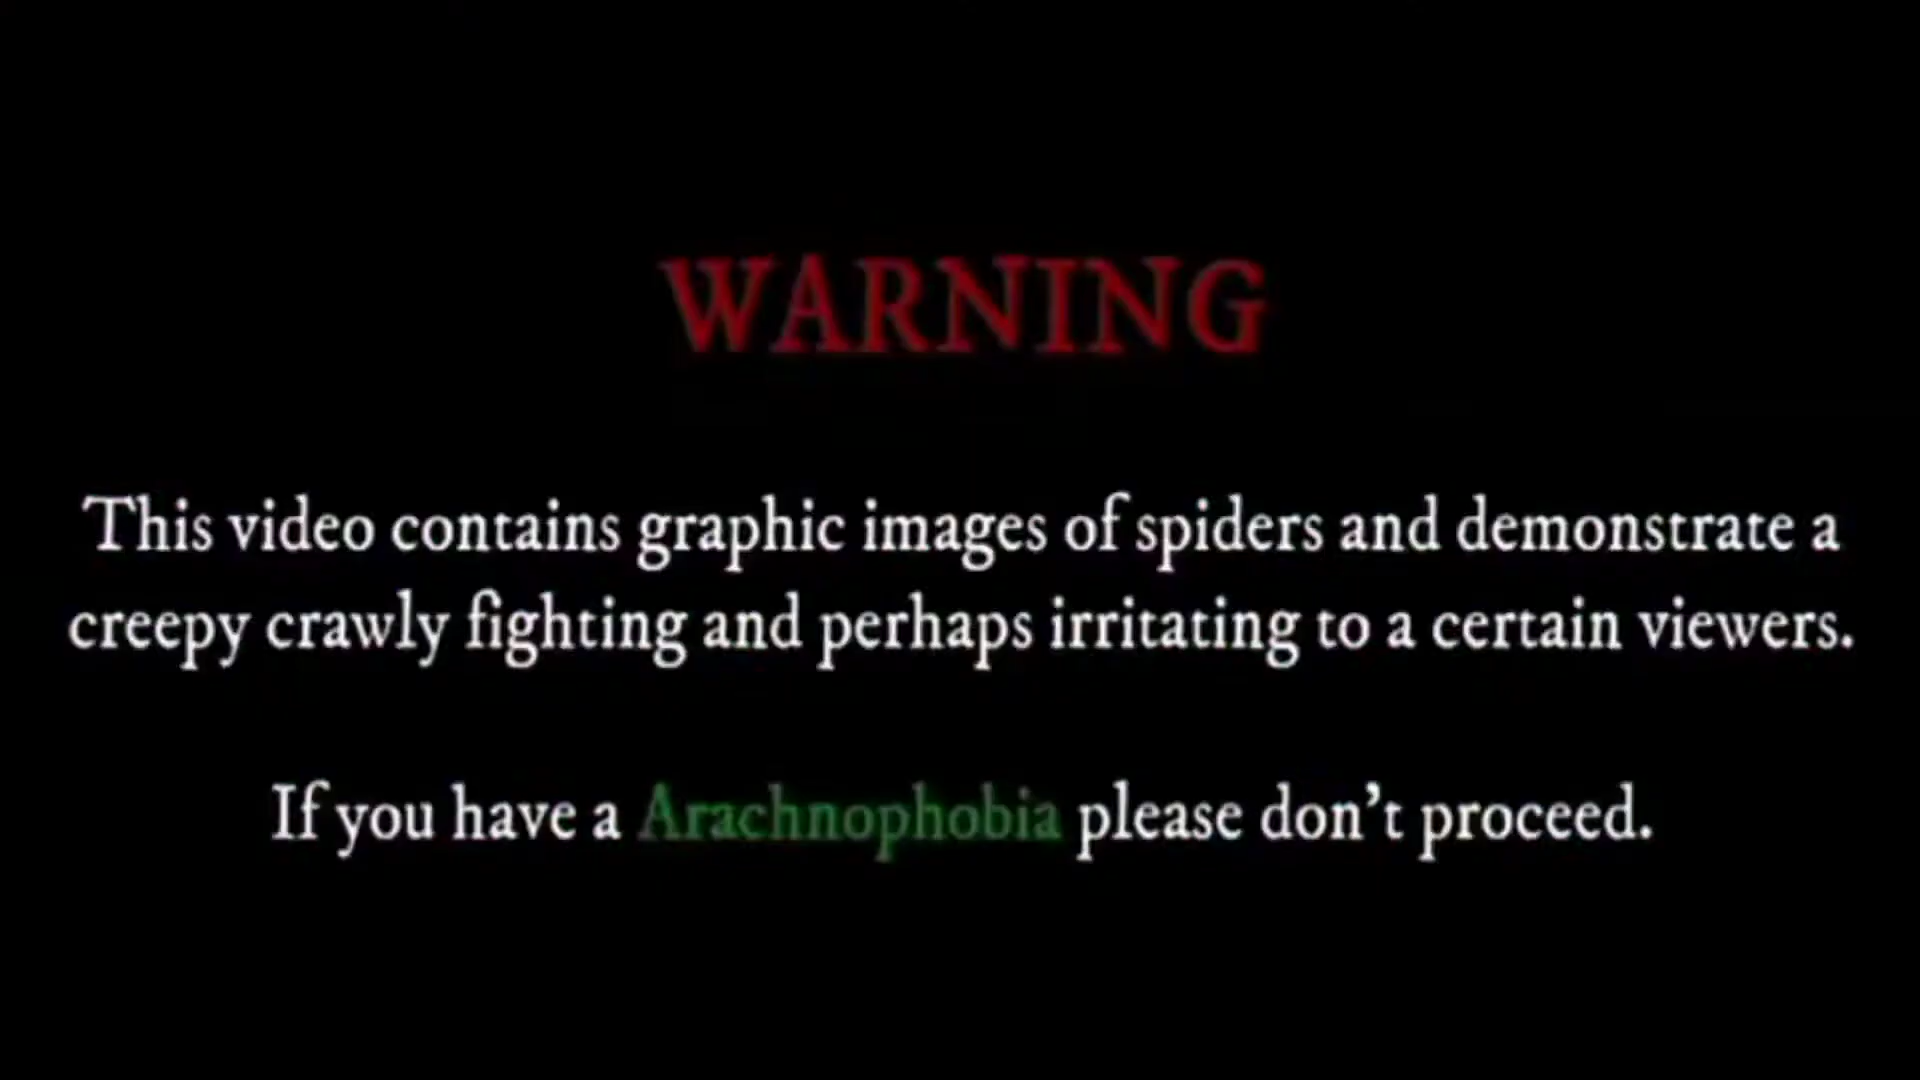 WARNING
This video contains graphic images of spiders and demonstrate a
creepy crawly fighting and perhaps irritating to a certain viewers.
If you have a Arachnophobia please don't proceed.